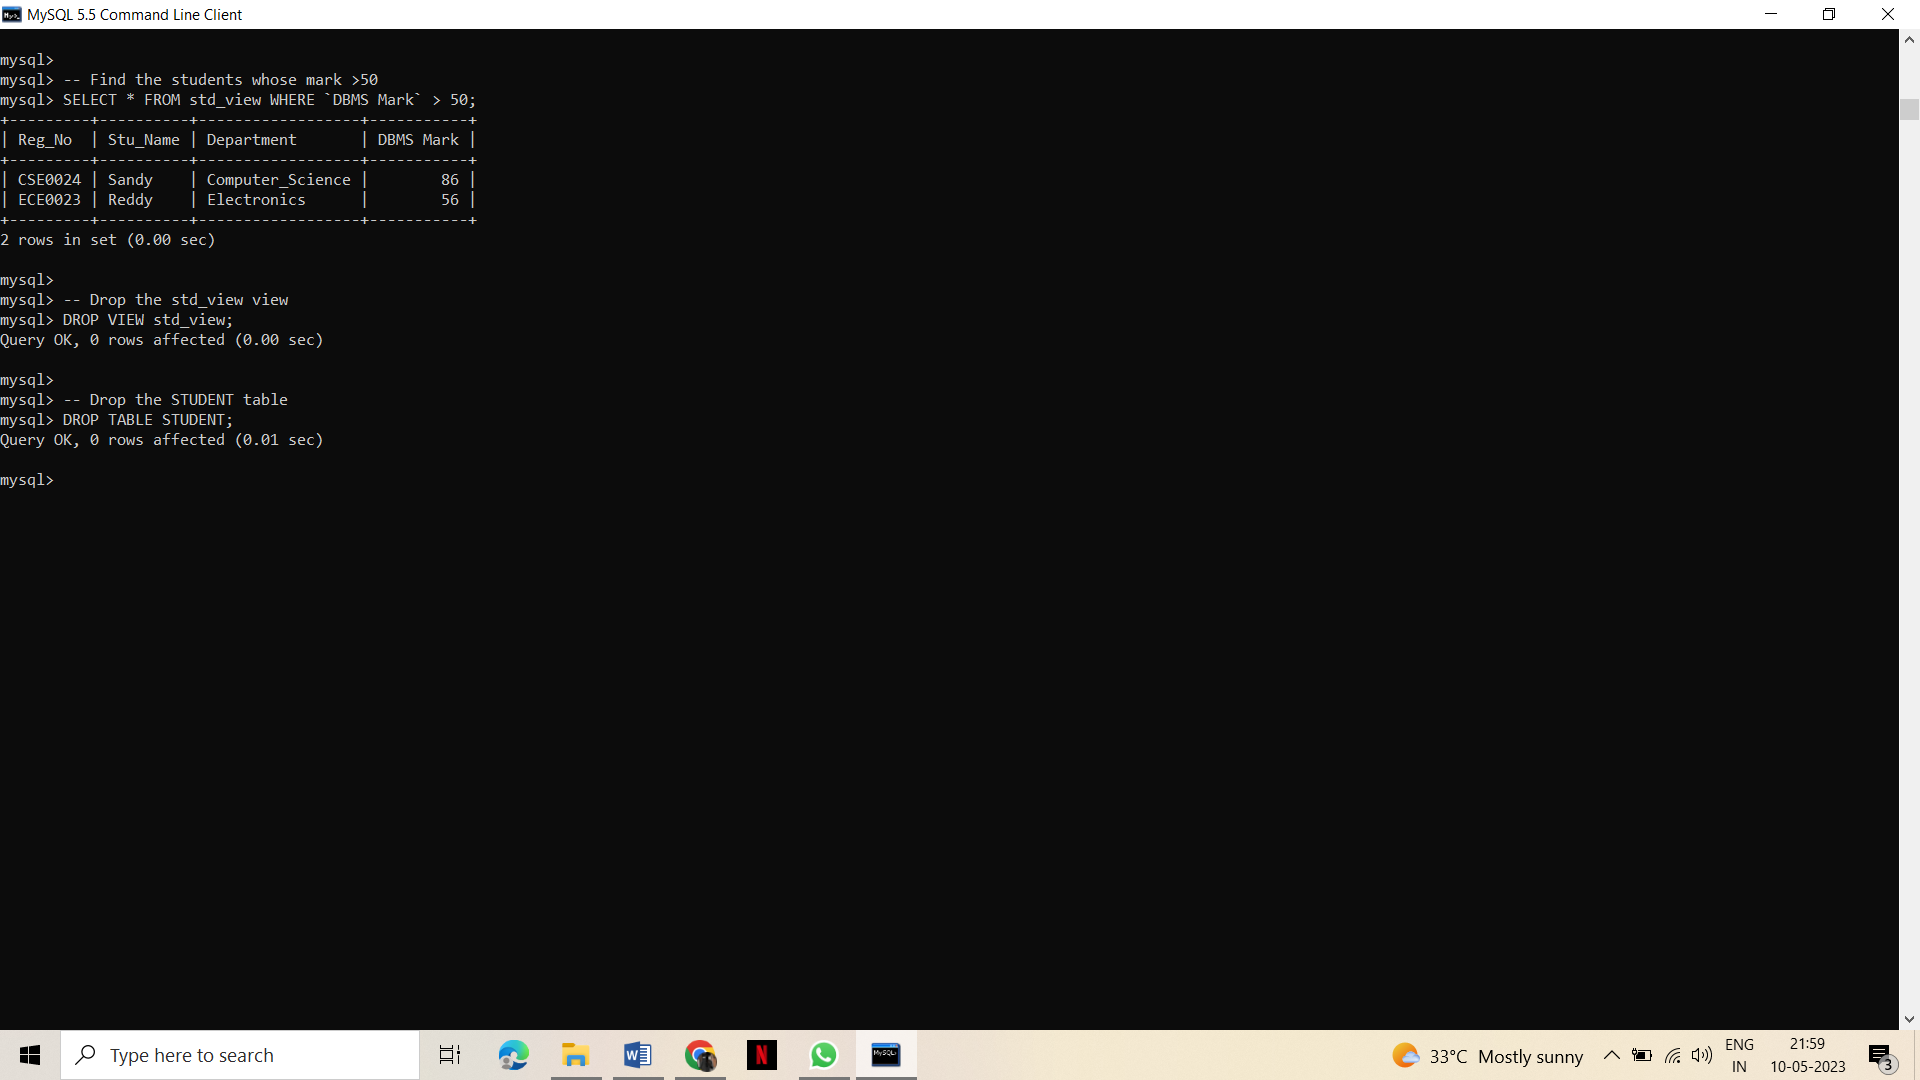 MySQL 5.5 Command Line Client
mysql>
mysql> -- Find the students whose mark >50
mysql> SELECT * FROM std_view WHERE `DBMS Mark` > 50;
+---------+----------+------------------+-----------+
| Reg_No  | Stu_Name | Department       | DBMS Mark |
+---------+----------+------------------+-----------+
| CSE0024 | Sandy    | Computer_Science |        86 |
| ECE0023 | Reddy    | Electronics      |        56 |
+---------+----------+------------------+-----------+
2 rows in set (0.00 sec)
mysql>
mysql> -- Drop the std_view view
mysql> DROP VIEW std_view;
Query OK, 0 rows affected (0.00 sec)
mysql>
mysql> -- Drop the STUDENT table
mysql> DROP TABLE STUDENT;
Query OK, 0 rows affected (0.01 sec)
mysql>
Type here to search
33°C Mostly sunny
ENG
IN
21:59
10-05-2023
3